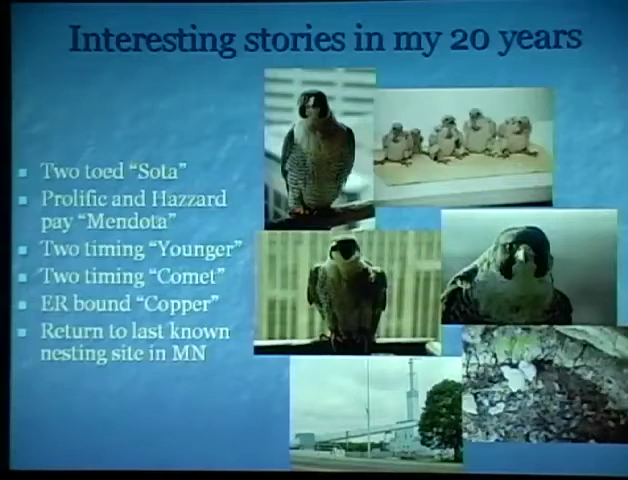 Interesting stories in my 20 years
Two toed "Sota"
Prolific and Hazzard
pay "Mendota"
Two timing "Younger"
Two timing "Comet"
ER bound "Copper"
Return to last known
nesting site in MN